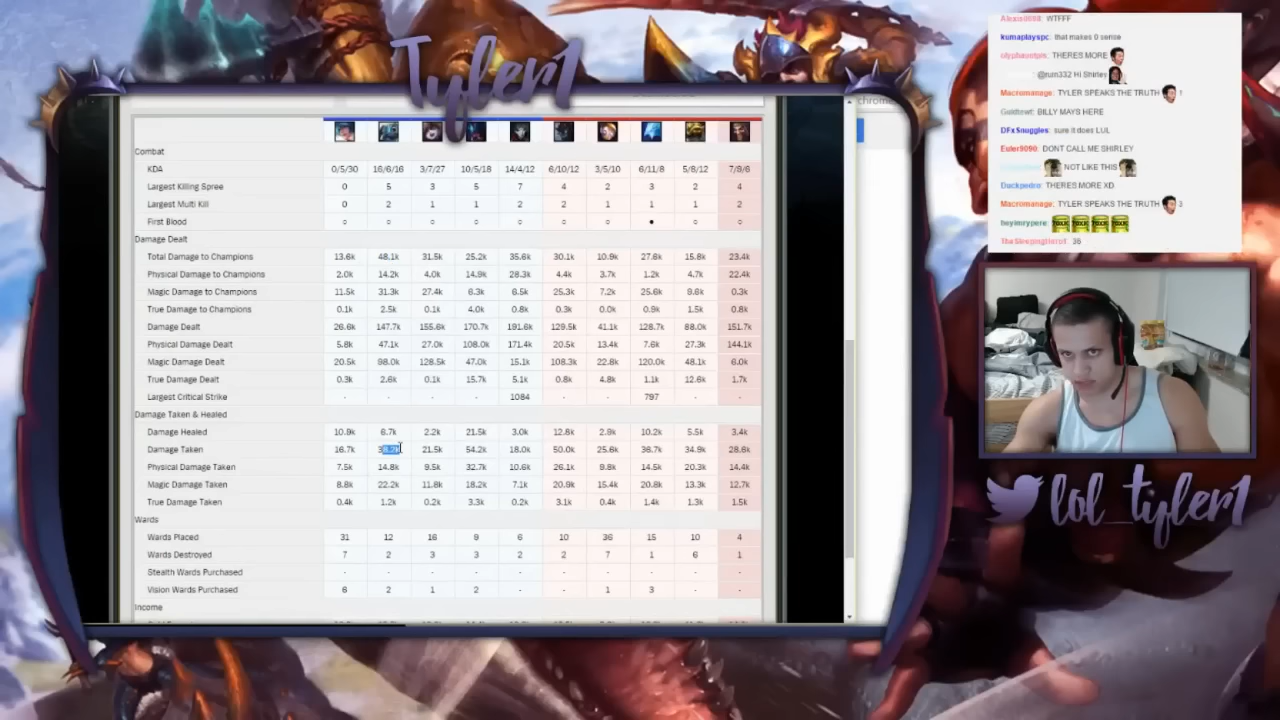 Tyler1
chrome
Combat
KDA 0/5/30 16/6/16 3/7/27 10/5/18 14/4/12 6/10/12 3/5/10 6/11/8 5/8/12 7/9/6
Largest Killing Spree 0 5 3 5 7 4 2 3 2 4
Largest Multi Kill 0 2 1 1 2 2 1 1 1 2
First Blood ○ ○ ○ ○ ○ ○ ○ ● ○ ○
Damage Dealt
Total Damage to Champions 13.6k 48.1k 31.5k 25.2k 35.6k 30.1k 10.9k 27.8k 15.8k 23.4k
Physical Damage to Champions 2.0k 14.2k 4.0k 14.9k 28.3k 4.4k 3.7k 1.2k 4.7k 22.4k
Magic Damage to Champions 11.5k 31.3k 27.4k 6.3k 6.5k 25.3k 7.2k 25.6k 9.6k 0.3k
True Damage to Champions 0.1k 2.5k 0.1k 4.0k 0.8k 0.3k 0.0k 0.9k 1.5k 0.8k
Damage Dealt 26.6k 147.7k 155.6k 170.7k 191.6k 129.5k 41.1k 128.7k 88.0k 151.7k
Physical Damage Dealt 5.8k 47.1k 27.0k 108.0k 171.4k 20.5k 13.4k 7.6k 27.3k 144.1k
Magic Damage Dealt 20.5k 98.0k 128.5k 47.0k 15.1k 108.3k 22.8k 120.0k 48.1k 6.0k
True Damage Dealt 0.3k 2.6k 0.1k 15.7k 5.1k 0.8k 4.8k 1.1k 12.6k 1.7k
Largest Critical Strike - - - - 1084 - - 797 - -
Damage Taken & Healed
Damage Healed 10.9k 6.7k 2.2k 21.5k 3.0k 12.8k 2.9k 10.2k 5.5k 3.4k
Damage Taken 16.7k 21.5k 54.2k 18.0k 50.0k 25.6k 36.7k 34.9k 28.6k
Physical Damage Taken 7.5k 14.8k 9.5k 32.7k 10.6k 26.1k 9.8k 14.5k 20.3k 14.4k
Magic Damage Taken 8.8k 22.2k 11.8k 18.2k 7.1k 20.9k 15.4k 20.8k 13.3k 12.7k
True Damage Taken 0.4k 1.2k 0.2k 3.3k 0.2k 3.1k 0.4k 1.4k 1.3k 1.5k
Wards
Wards Placed 31 12 16 9 6 10 36 15 10 4
Wards Destroyed 7 2 3 3 2 2 7 1 6 1
Stealth Wards Purchased - - - - - - - - - -
Vision Wards Purchased 6 2 1 2 - - 1 3 - -
Income
WTFFF
kumaplayspc: that makes 0 sense
THERES MORE
@rum332 Hi Shirley
Macromanage: TYLER SPEAKS THE TRUTH 1
BILLY MAYS HERE
DFxSnuggles: sure it does LUL
Euler9090: DONT CALL ME SHIRLEY
NOT LIKE THIS
Duckpedro: THERES MORE XD
Macromanage: TYLER SPEAKS THE TRUTH 3
heyimrypere:
36
lol_tyler1